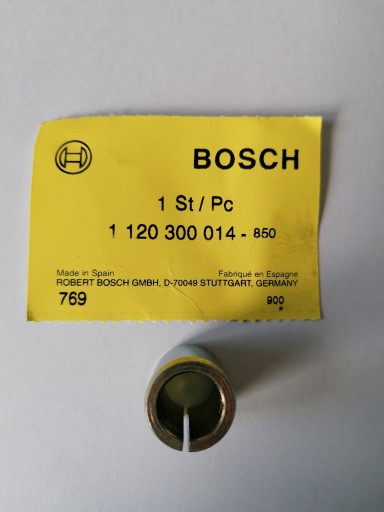 BOSCH
1 St / Pc
1 120 300 014 - 850
Made in Spain Fabriqué en Espagne
ROBERT BOSCH GMBH, D-70049 STUTTGART, GERMANY
769 900